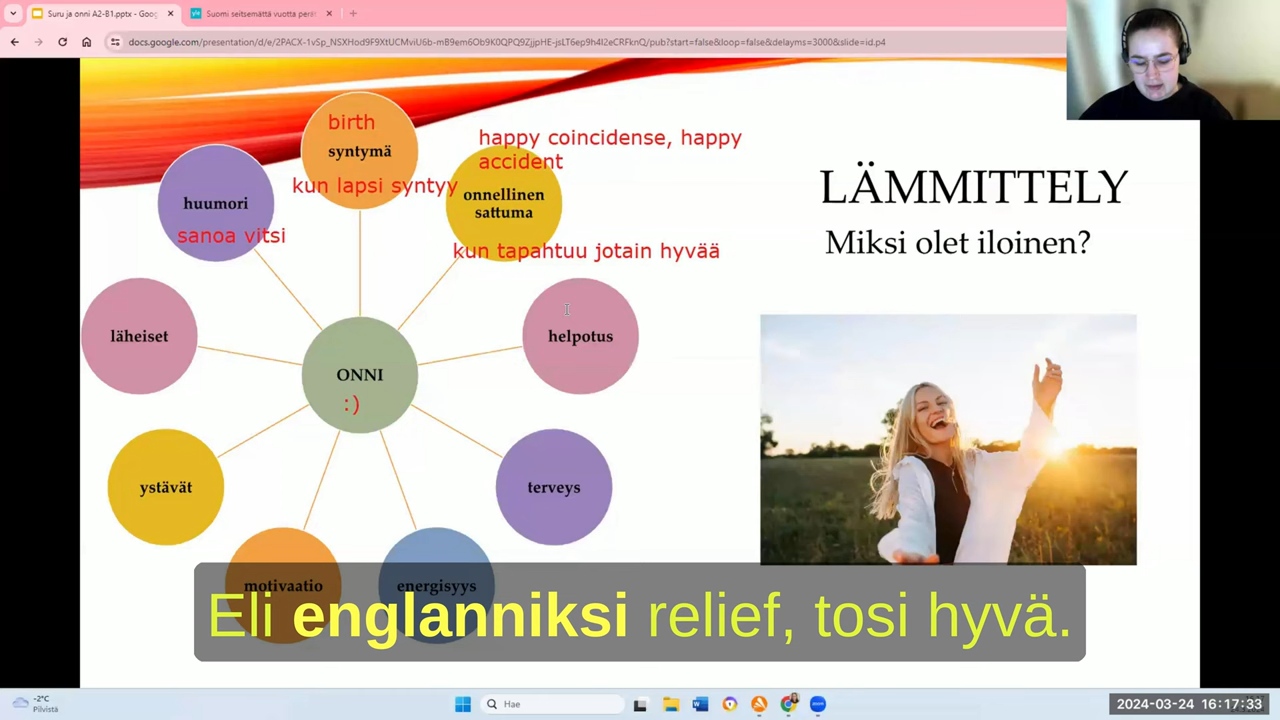 Suru ja onni A2-B1.pptx - Goog
Suomi seitsemättä vuotta perät
docs.google.com/presentation/d/e/2PACX-1vSp_NSXHod9F9XtUCMviU6b-mB9em6Ob9K0QPQ9ZjjpHE-jsLT6ep9h4l2eCRFknQ/pub?start=false&loop=false&delayms=3000&slide=id.p4
birth
syntymä
kun lapsi syntyy
happy coincidense, happy
accident
onnellinen
sattuma
kun tapahtuu jotain hyvää
huumori
sanoa vitsi
LÄMMITTELY
Miksi olet iloinen?
läheiset
helpotus
ONNI
:)
ystävät
terveys
motivaatio
energisyys
Eli englanniksi relief, tosi hyvä.
-2°C
Pilvistä
Hae
2024-03-24 16:17:33